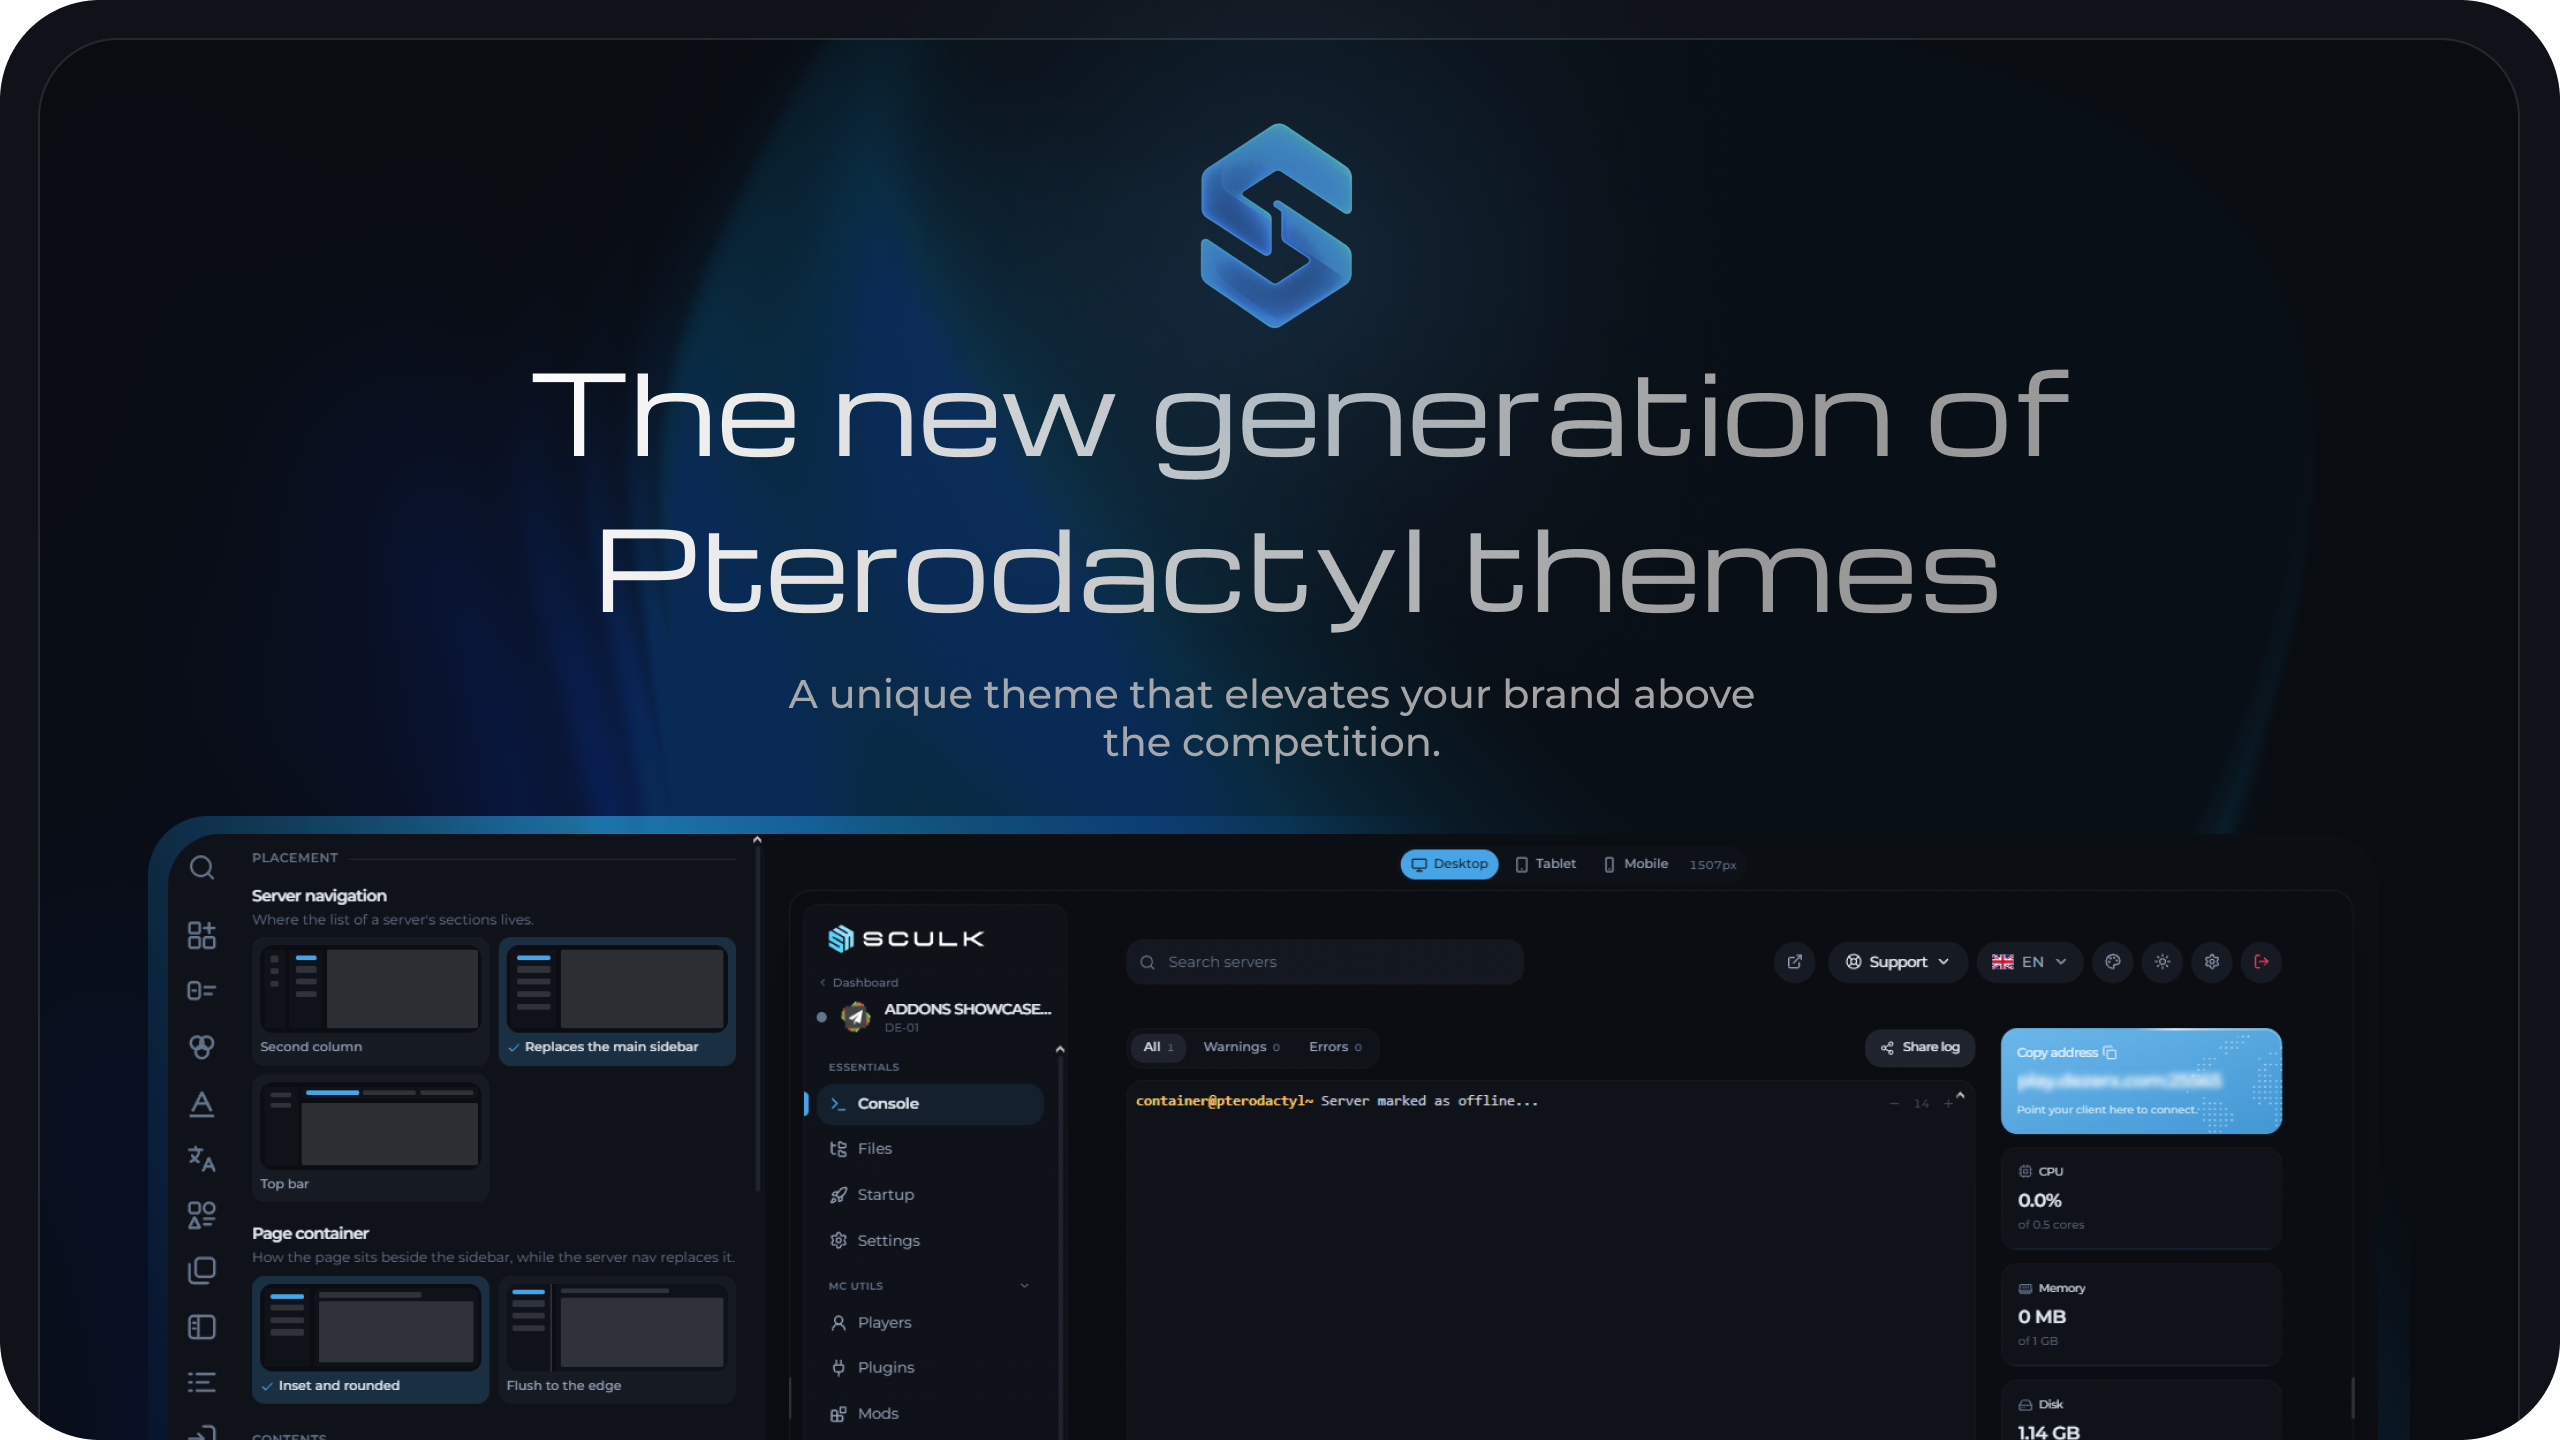 The new generation of
Pterodactyl themes
A unique theme that elevates your brand above
the competition.
PLACEMENT
Server navigation
Where the list of a server's sections lives.
Second column
Replaces the main sidebar
Top bar
Page container
How the page sits beside the sidebar, while the server nav replaces it.
Inset and rounded
Flush to the edge
CONTENTS
Desktop
Tablet
Mobile
1507px
SCULK
Dashboard
ADDONS SHOWCASE...
DE-01
ESSENTIALS
Console
Files
Startup
Settings
MC UTILS
Players
Plugins
Mods
Search servers
Support
EN
All 1
Warnings 0
Errors 0
Share log
container@pterodactyl~ Server marked as offline...
14
Copy address
Point your client here to connect.
CPU
0.0%
of 0.5 cores
Memory
0 MB
of 1 GB
Disk
1.14 GB